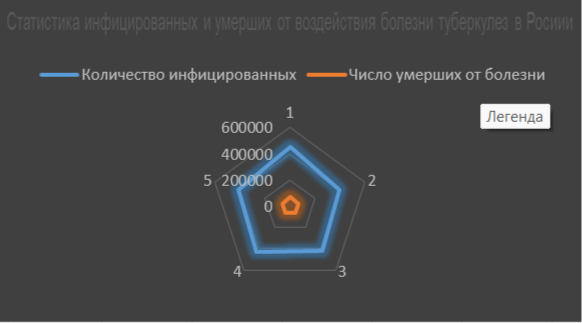 Статистика инфицированных и умерших от воздействия болезни туберкулез в Росиии
Количество инфицированных Число умерших от болезни
Легенда
1
600000
400000
5 200000 2
0
4 3